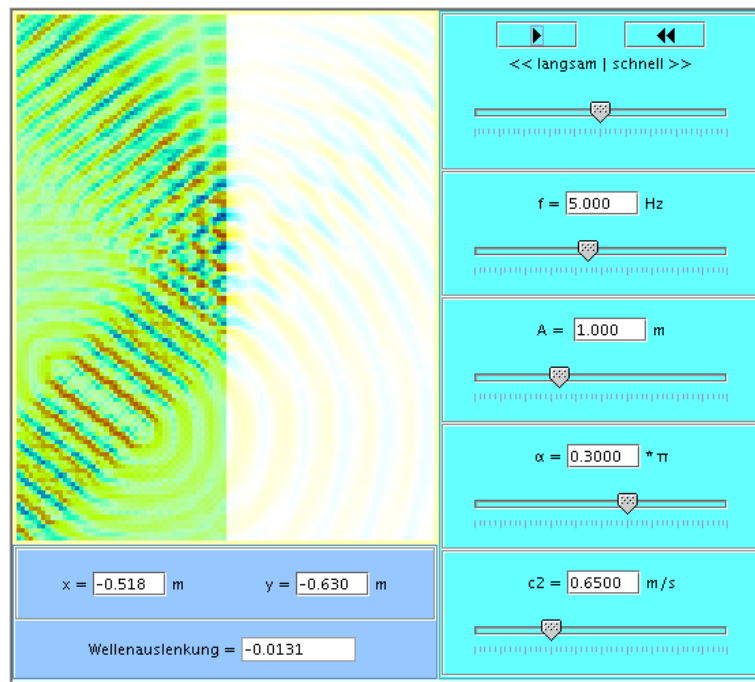 << langsam | schnell >>
f = 5.000 Hz
A = 1.000 m
α = 0.3000 * π
c2 = 0.6500 m/s
x = -0.518 m y = -0.630 m
Wellenauslenkung = -0.0131